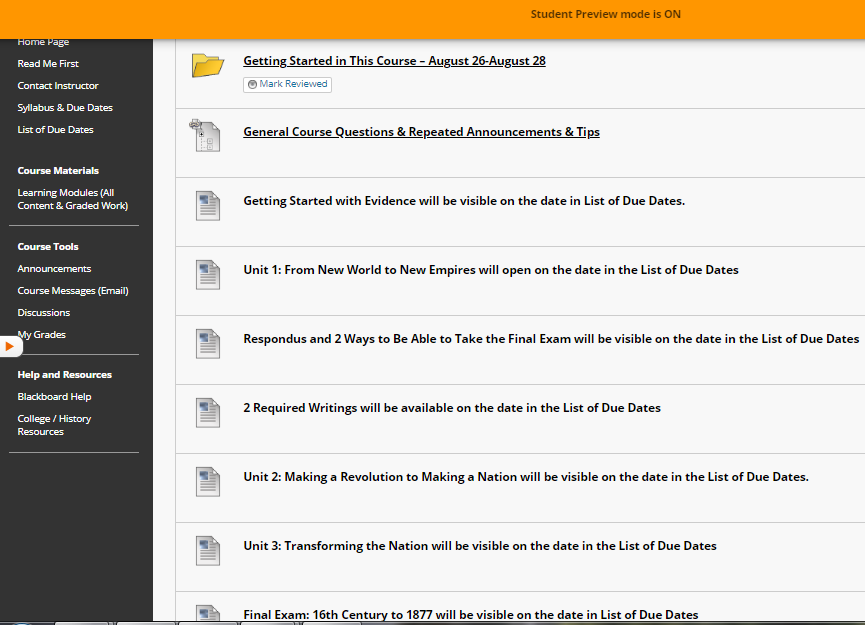 Student Preview mode is ON
Home Page
Read Me First
Contact Instructor
Syllabus & Due Dates
List of Due Dates
Course Materials
Learning Modules (All
Content & Graded Work)
Course Tools
Announcements
Course Messages (Email)
Discussions
My Grades
Help and Resources
Blackboard Help
College / History
Resources
Getting Started in This Course – August 26-August 28
Mark Reviewed
General Course Questions & Repeated Announcements & Tips
Getting Started with Evidence will be visible on the date in List of Due Dates.
Unit 1: From New World to New Empires will open on the date in the List of Due Dates
Respondus and 2 Ways to Be Able to Take the Final Exam will be visible on the date in the List of Due Dates
2 Required Writings will be available on the date in the List of Due Dates
Unit 2: Making a Revolution to Making a Nation will be visible on the date in the List of Due Dates.
Unit 3: Transforming the Nation will be visible on the date in the List of Due Dates
Final Exam: 16th Century to 1877 will be visible on the date in List of Due Dates